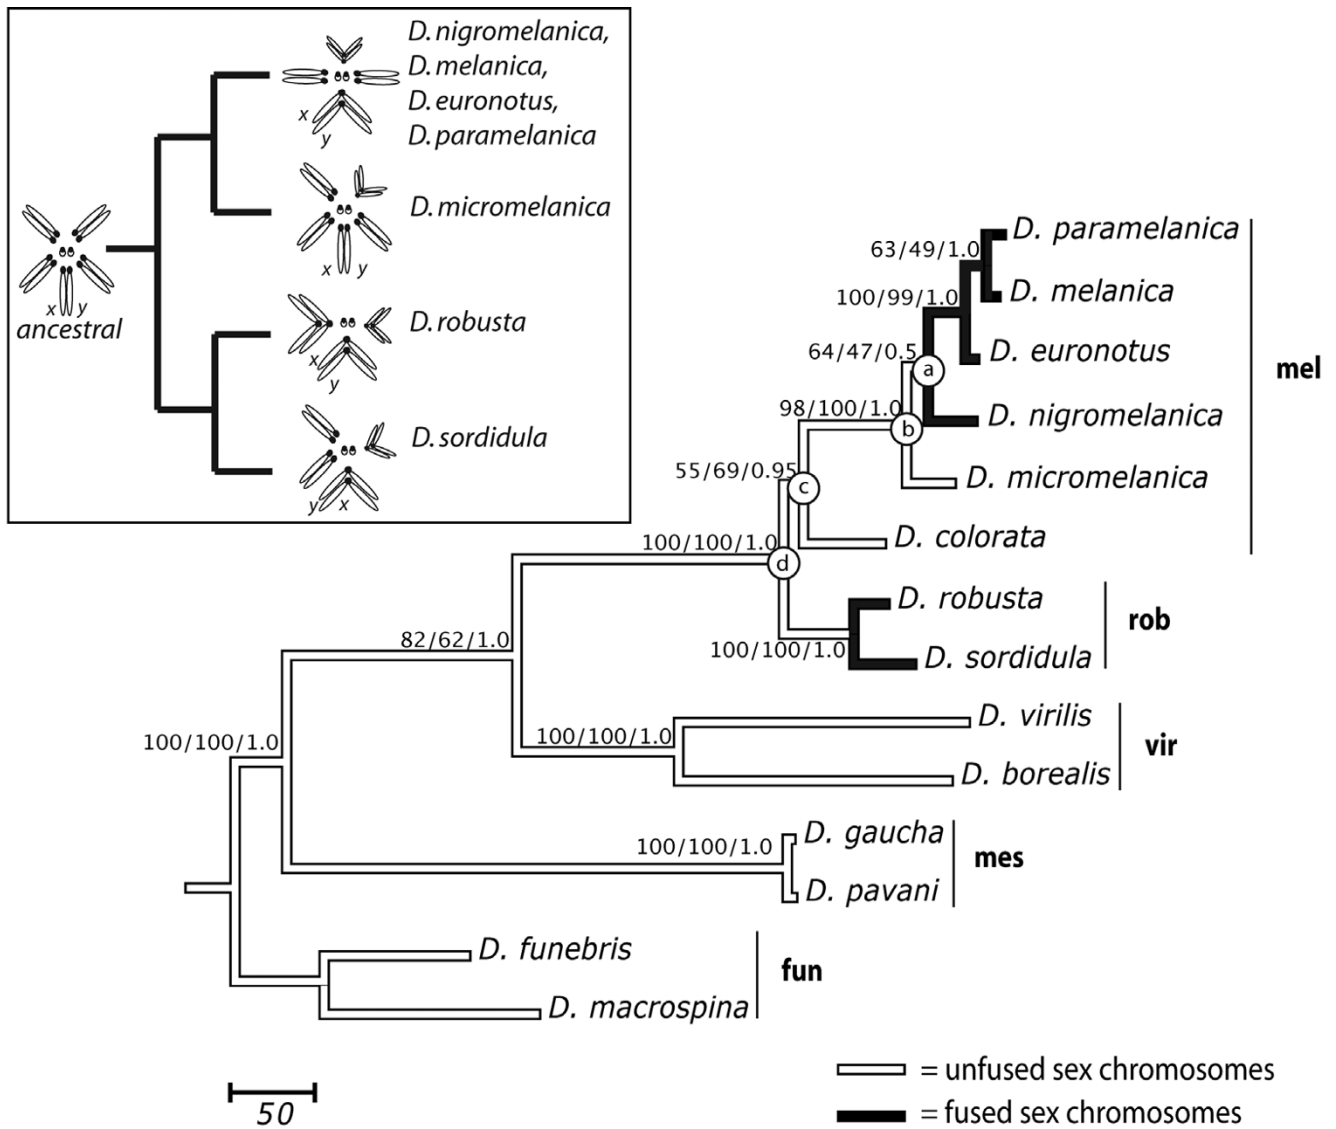 D. nigromelanica,
D. melanica,
D. euronotus,
D. paramelanica
x
y
D. micromelanica
x y
D. robusta
x
y
D. sordidula
y x
x y
ancestral
D. paramelanica
63/49/1.0
D. melanica
100/99/1.0
D. euronotus
64/47/0.5
a
mel
D. nigromelanica
98/100/1.0
b
D. micromelanica
55/69/0.95
c
D. colorata
100/100/1.0
d
D. robusta
rob
D. sordidula
100/100/1.0
82/62/1.0
D. virilis
vir
100/100/1.0
D. borealis
100/100/1.0
D. gaucha
100/100/1.0
mes
D. pavani
D. funebris
fun
D. macrospina
50
= unfused sex chromosomes
= fused sex chromosomes